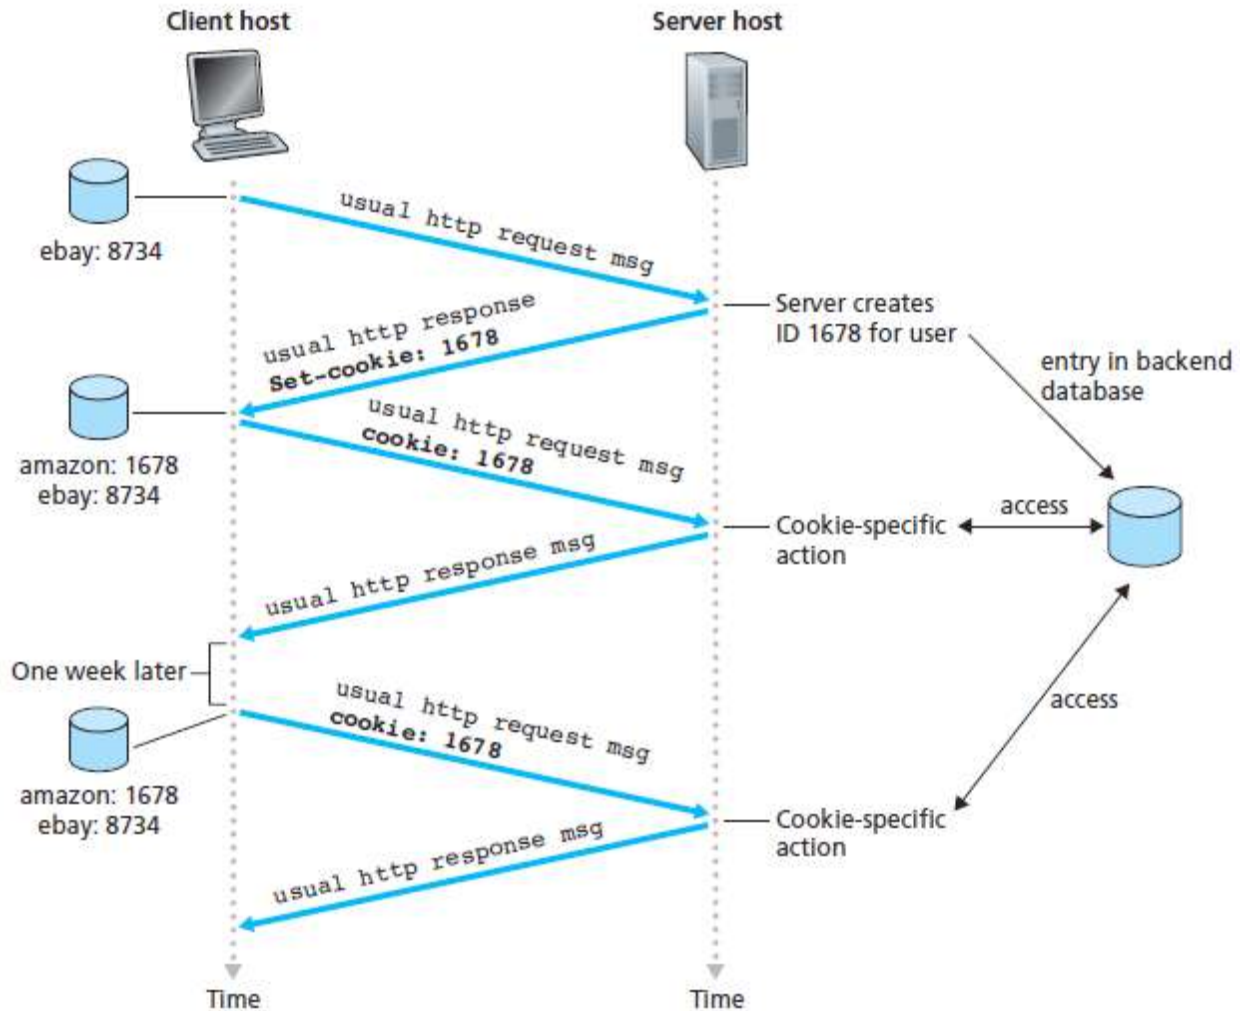 Client host
Server host
usual http request msg
ebay: 8734
Server creates
ID 1678 for user
entry in backend
database
usual http response
Set-cookie: 1678
usual http request msg
cookie: 1678
amazon: 1678
ebay: 8734
access
Cookie-specific
action
usual http response msg
One week later
access
usual http request msg
cookie: 1678
amazon: 1678
ebay: 8734
Cookie-specific
action
usual http response msg
Time
Time